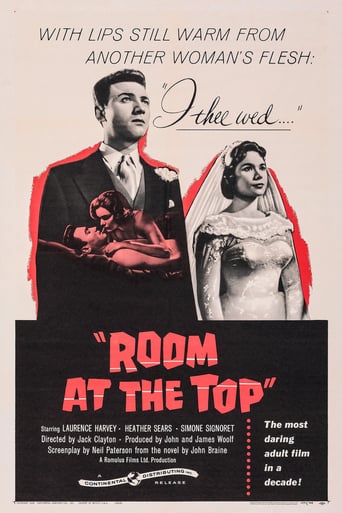 WITH LIPS STILL WARM FROM
ANOTHER WOMAN'S FLESH:
"I thee wed...."
"ROOM
AT THE TOP"
Starring LAURENCE HARVEY · HEATHER SEARS · SIMONE SIGNORET
Directed by Jack Clayton · Produced by John and James Woolf
Screenplay by Neil Paterson from the novel by John Braine
A Romulus Films Ltd. Production
A
CONTINENTAL DISTRIBUTING, INC.
RELEASE
The most
daring
adult film
in a
decade!